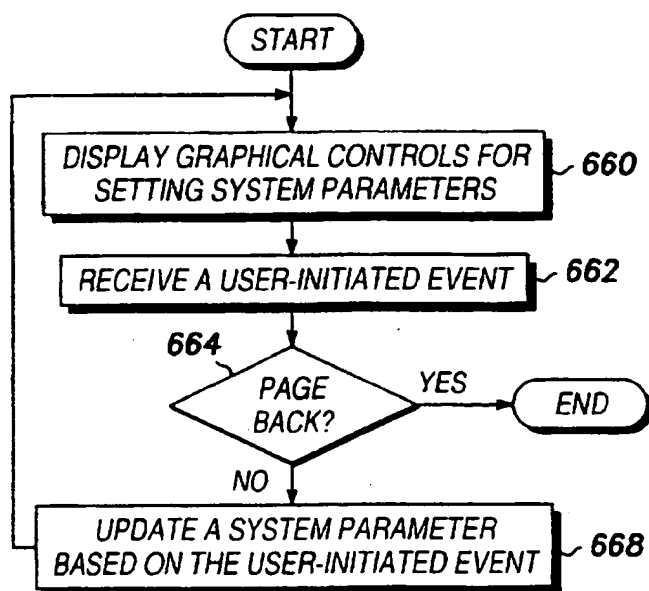 START
DISPLAY GRAPHICAL CONTROLS FOR
SETTING SYSTEM PARAMETERS
660
RECEIVE A USER-INITIATED EVENT
662
664
PAGE
BACK?
YES
END
NO
UPDATE A SYSTEM PARAMETER
BASED ON THE USER-INITIATED EVENT
668